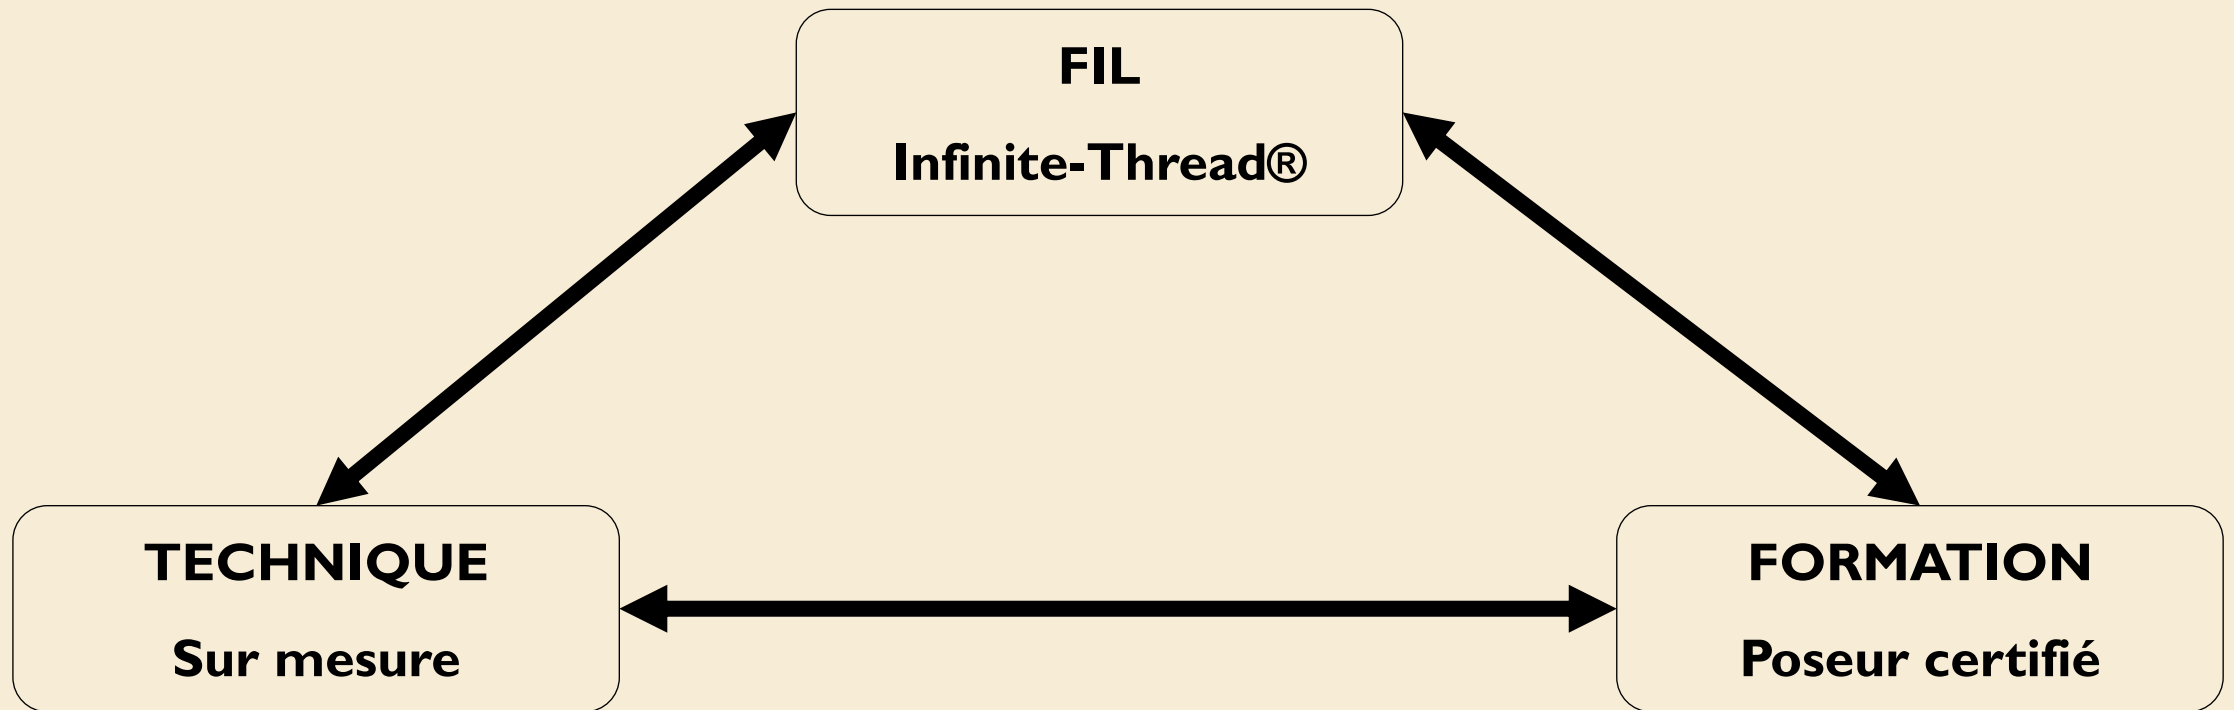 FIL
Infinite-Thread®
TECHNIQUE
Sur mesure
FORMATION
Poseur certifié